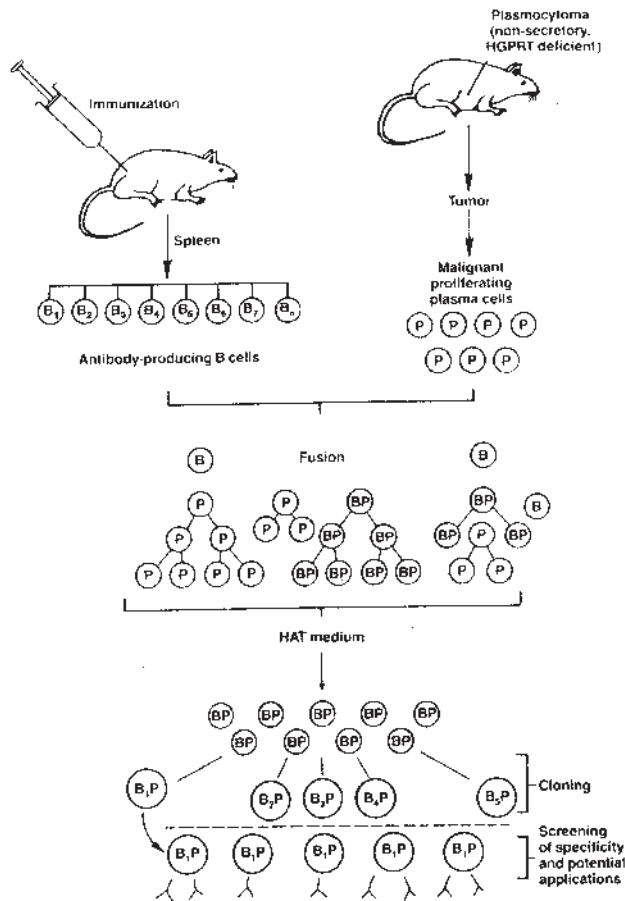 Plasmocytoma
(non-secretory,
HGPRT deficient)
Immunization
Spleen
Tumor
Malignant
proliferating
plasma cells
B1 B2 B3 B4 B5 B6 B7 Bn
P P P P
P P P
Antibody-producing B cells
Fusion
B B
P P BP BP B
P P P P BP BP BP P BP
P P P P BP BP BP BP P P
HAT medium
BP BP BP BP BP
BP BP BP BP
B1P B2P B3P B4P B5P
Cloning
Screening
of specificity
and potential
applications
B1P B1P B1P B1P B1P